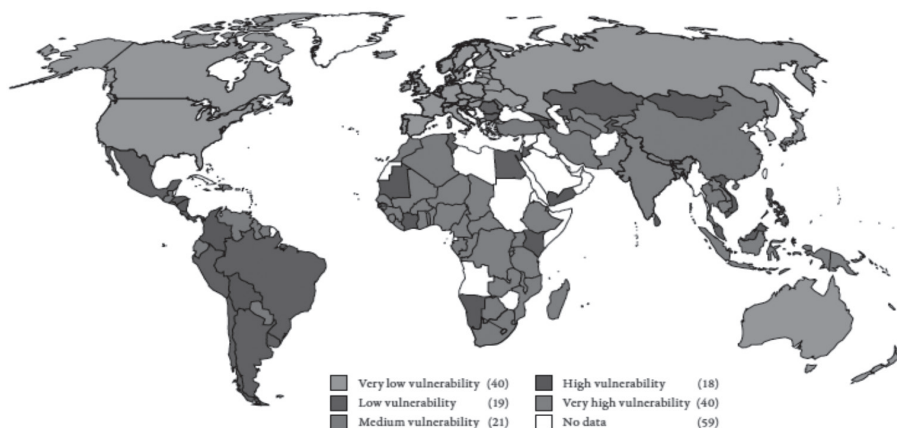 Very low vulnerability (40) High vulnerability (18)
Low vulnerability (19) Very high vulnerability (40)
Medium vulnerability (21) No data (59)